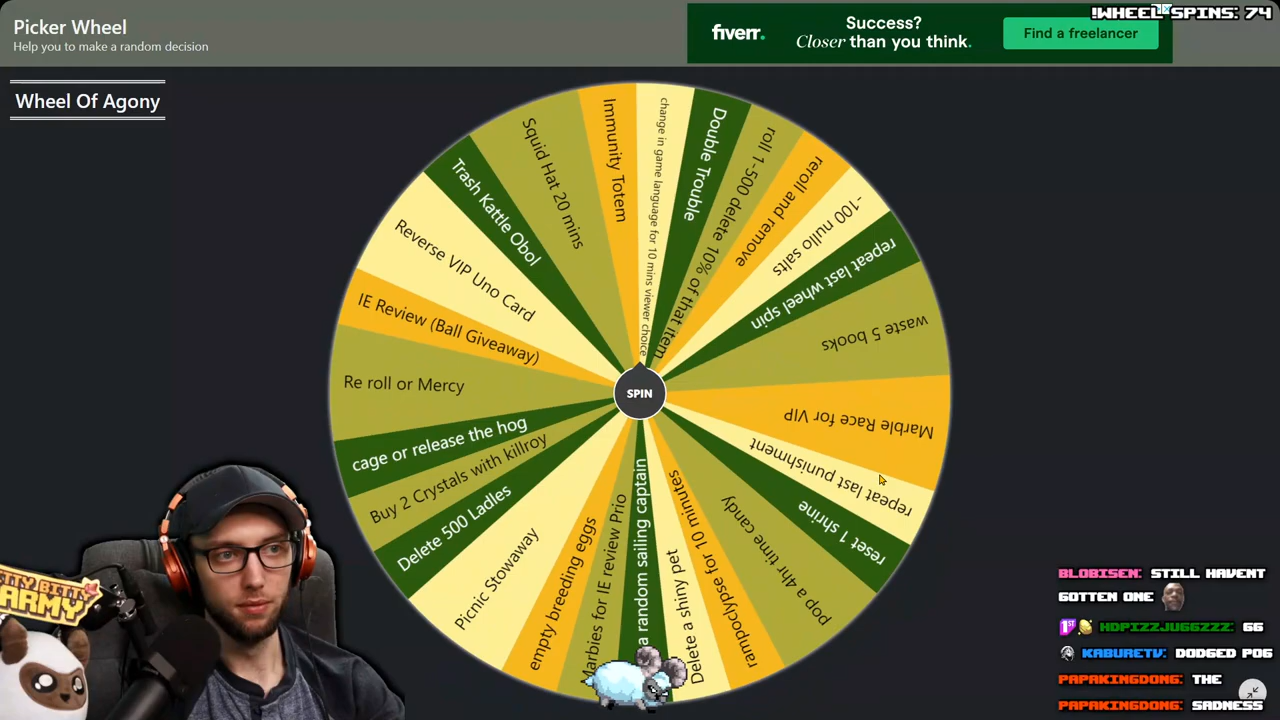 Picker Wheel
Help you to make a random decision
fiverr.
Success?
Closer than you think.
Find a freelancer
!WHEEL SPINS: 74
Wheel Of Agony
change in game language for 10 mins viewer choice
Double Trouble
roll 1-500 delete 10% of that item
reroll and remove
-100 nullo salts
repeat last wheel spin
waste 5 books
Marble Race for VIP
repeat last punishment
reset 1 shrine
pop a 4hr time candy
rampoclypse for 10 minutes
Delete a shiny pet
a random sailing captain
Marbies for IE review Prio
empty breeding eggs
Picnic Stowaway
Delete 500 Ladles
Buy 2 Crystals with killroy
cage or release the hog
Re roll or Mercy
IE Review (Ball Giveaway)
Reverse VIP Uno Card
Trash Kattle Obol
Squid Hat 20 mins
Immunity Totem
SPIN
ARMY
BLOBISEN: STILL HAVENT
GOTTEN ONE
1ST HDPIZZJUGGZZZ: 66
KABURETV: DODGED POG
PAPAKINGDONG: THE
PAPAKINGDONG: SADNESS